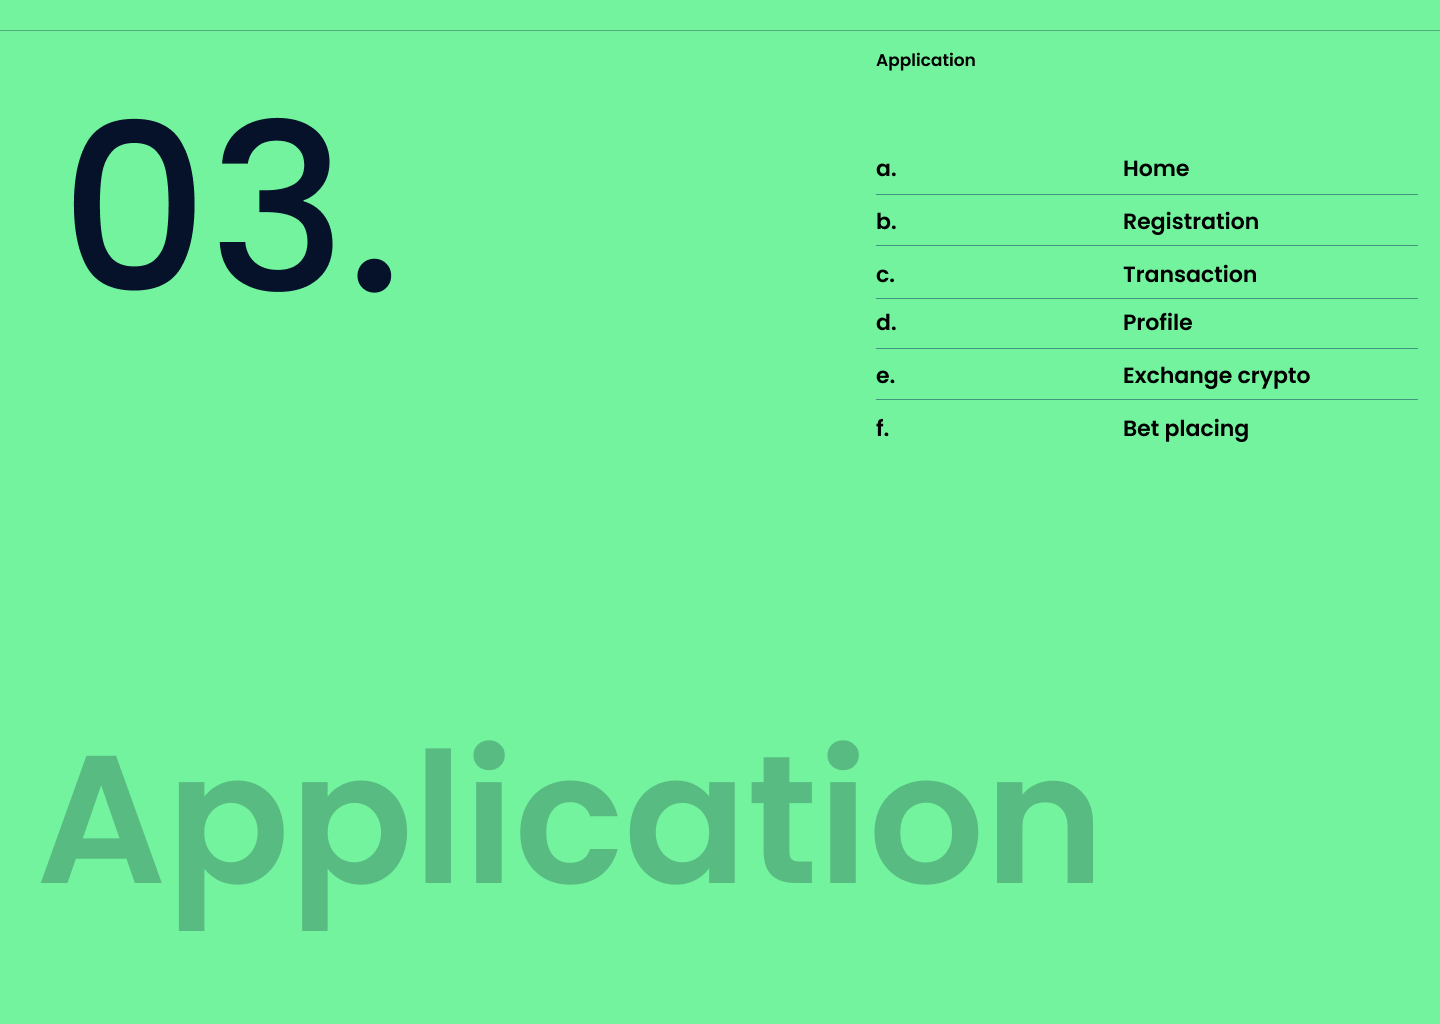 03.
Application
a. Home
b. Registration
c. Transaction
d. Profile
e. Exchange crypto
f. Bet placing
Application